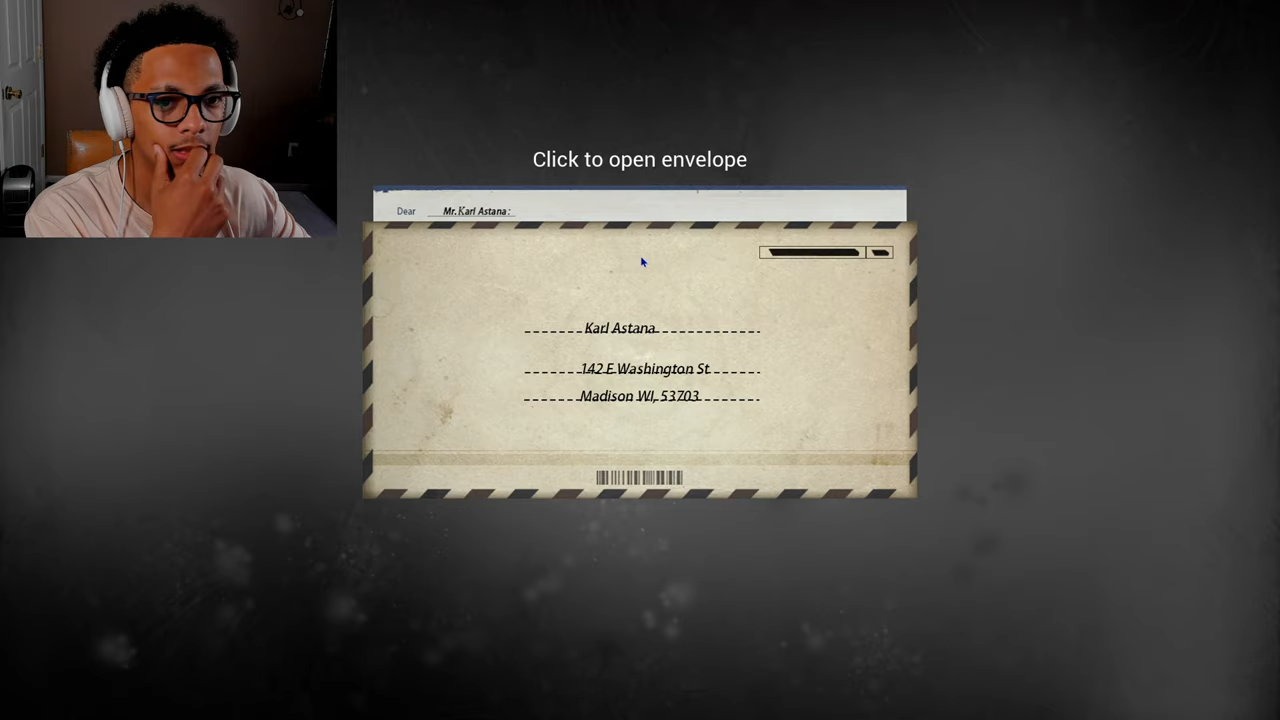 Click to open envelope
Dear Mr. Karl Astana:
Karl Astana
142 E Washington St
Madison WI, 53703